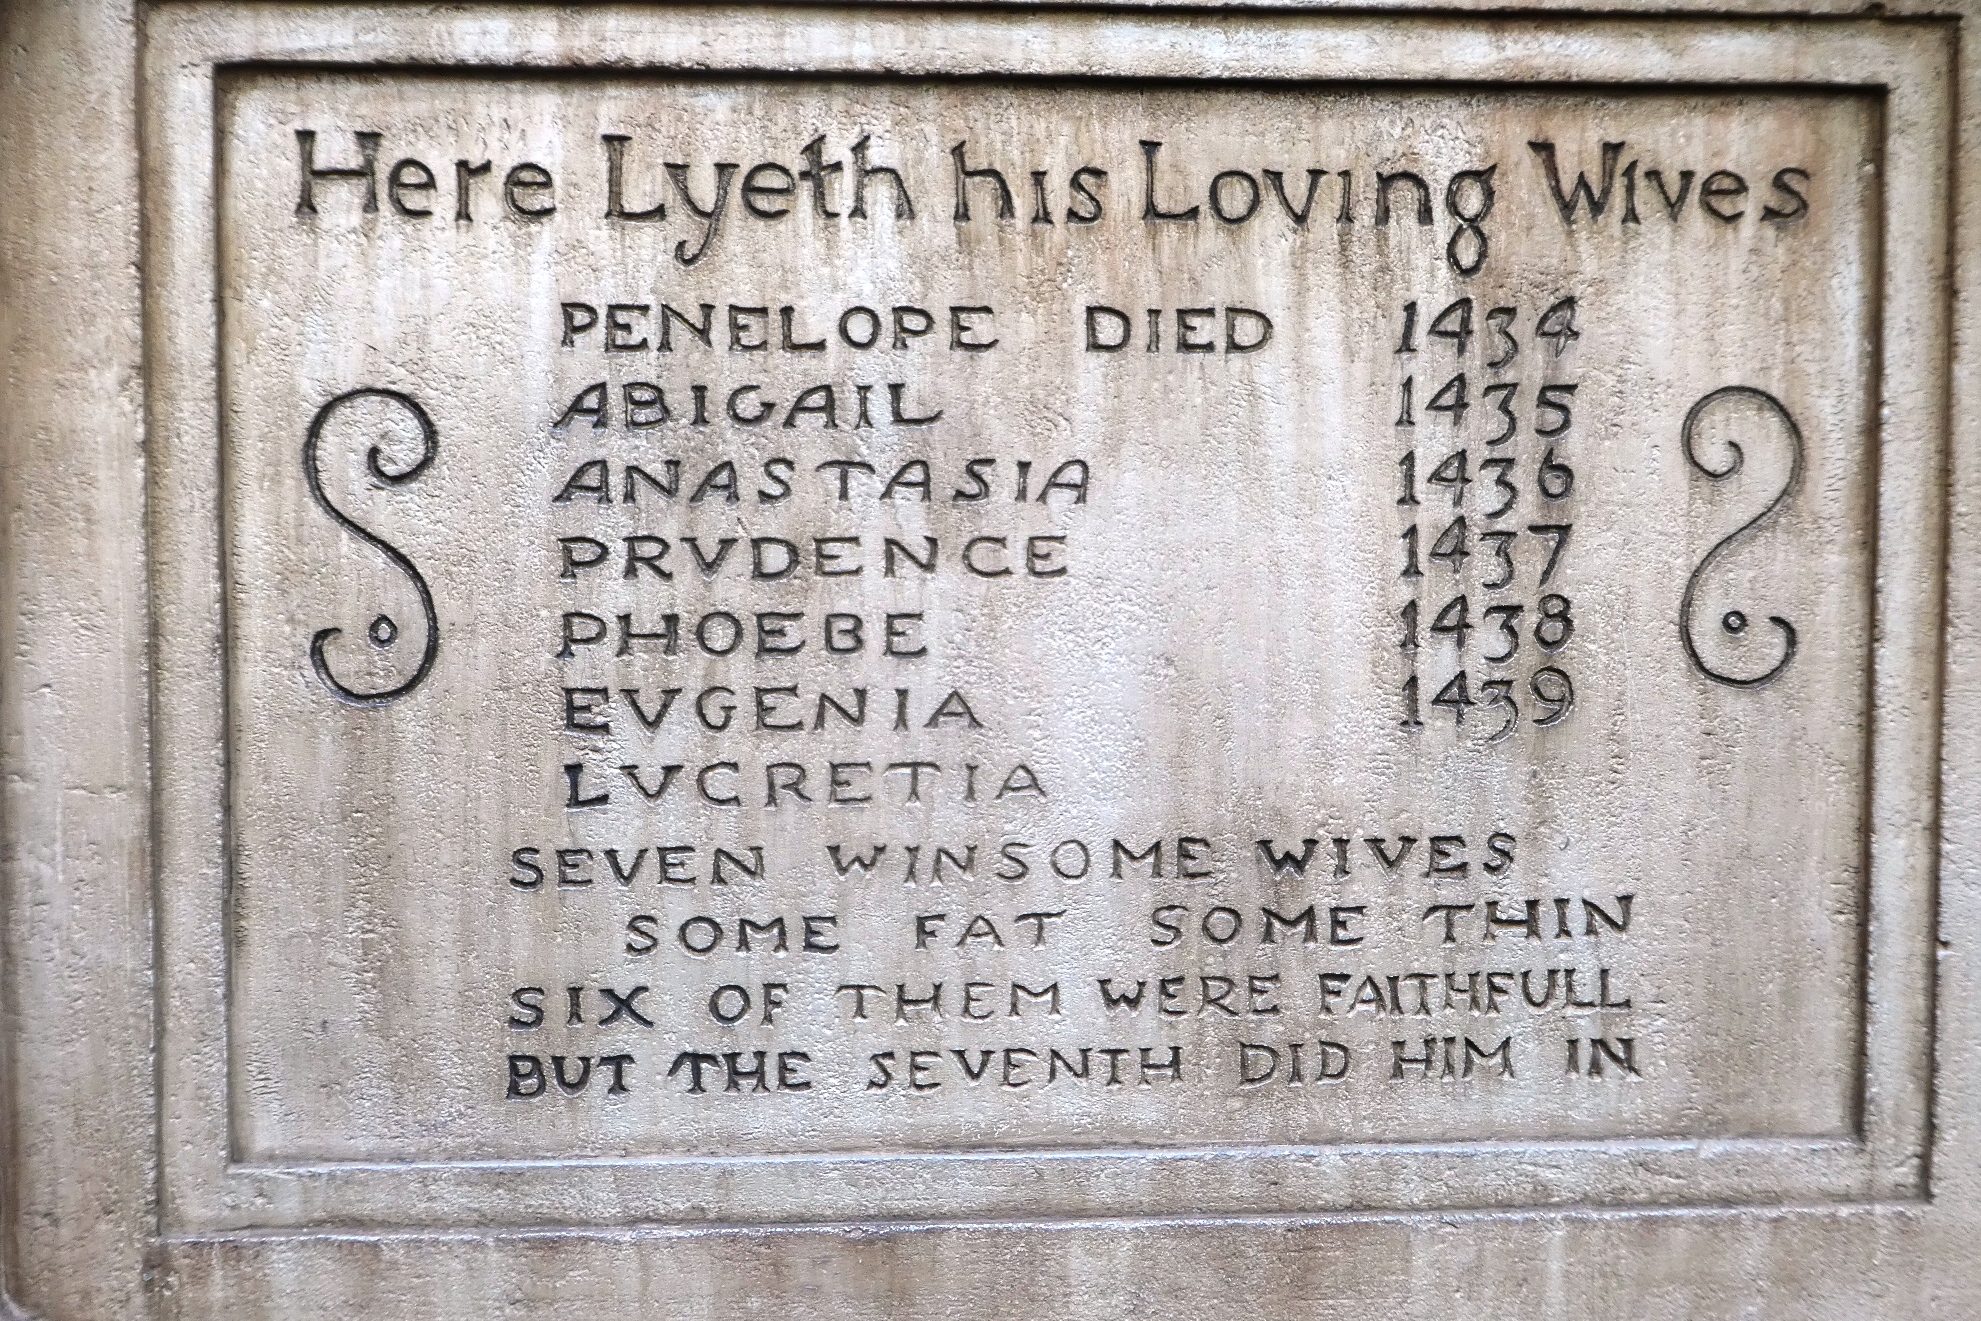 Here Lyeth his Loving Wives
PENELOPE DIED 1434
ABIGAIL 1435
ANASTASIA 1436
PRVDENCE 1437
PHOEBE 1438
EVGENIA 1439
LVCRETIA
SEVEN WINSOME WIVES
SOME FAT SOME THIN
SIX OF THEM WERE FAITHFULL
BUT THE SEVENTH DID HIM IN